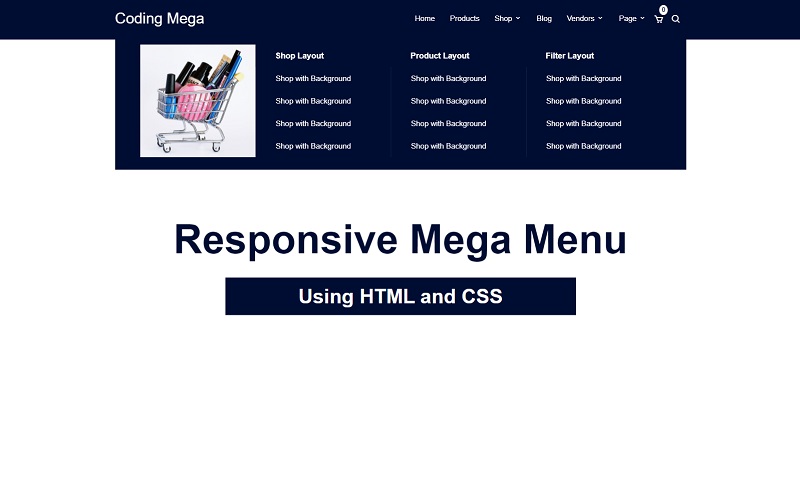 Coding Mega
Home Products Shop Blog Vendors Page 0
Shop Layout Product Layout Filter Layout
Shop with Background Shop with Background Shop with Background
Shop with Background Shop with Background Shop with Background
Shop with Background Shop with Background Shop with Background
Shop with Background Shop with Background Shop with Background
Responsive Mega Menu
Using HTML and CSS